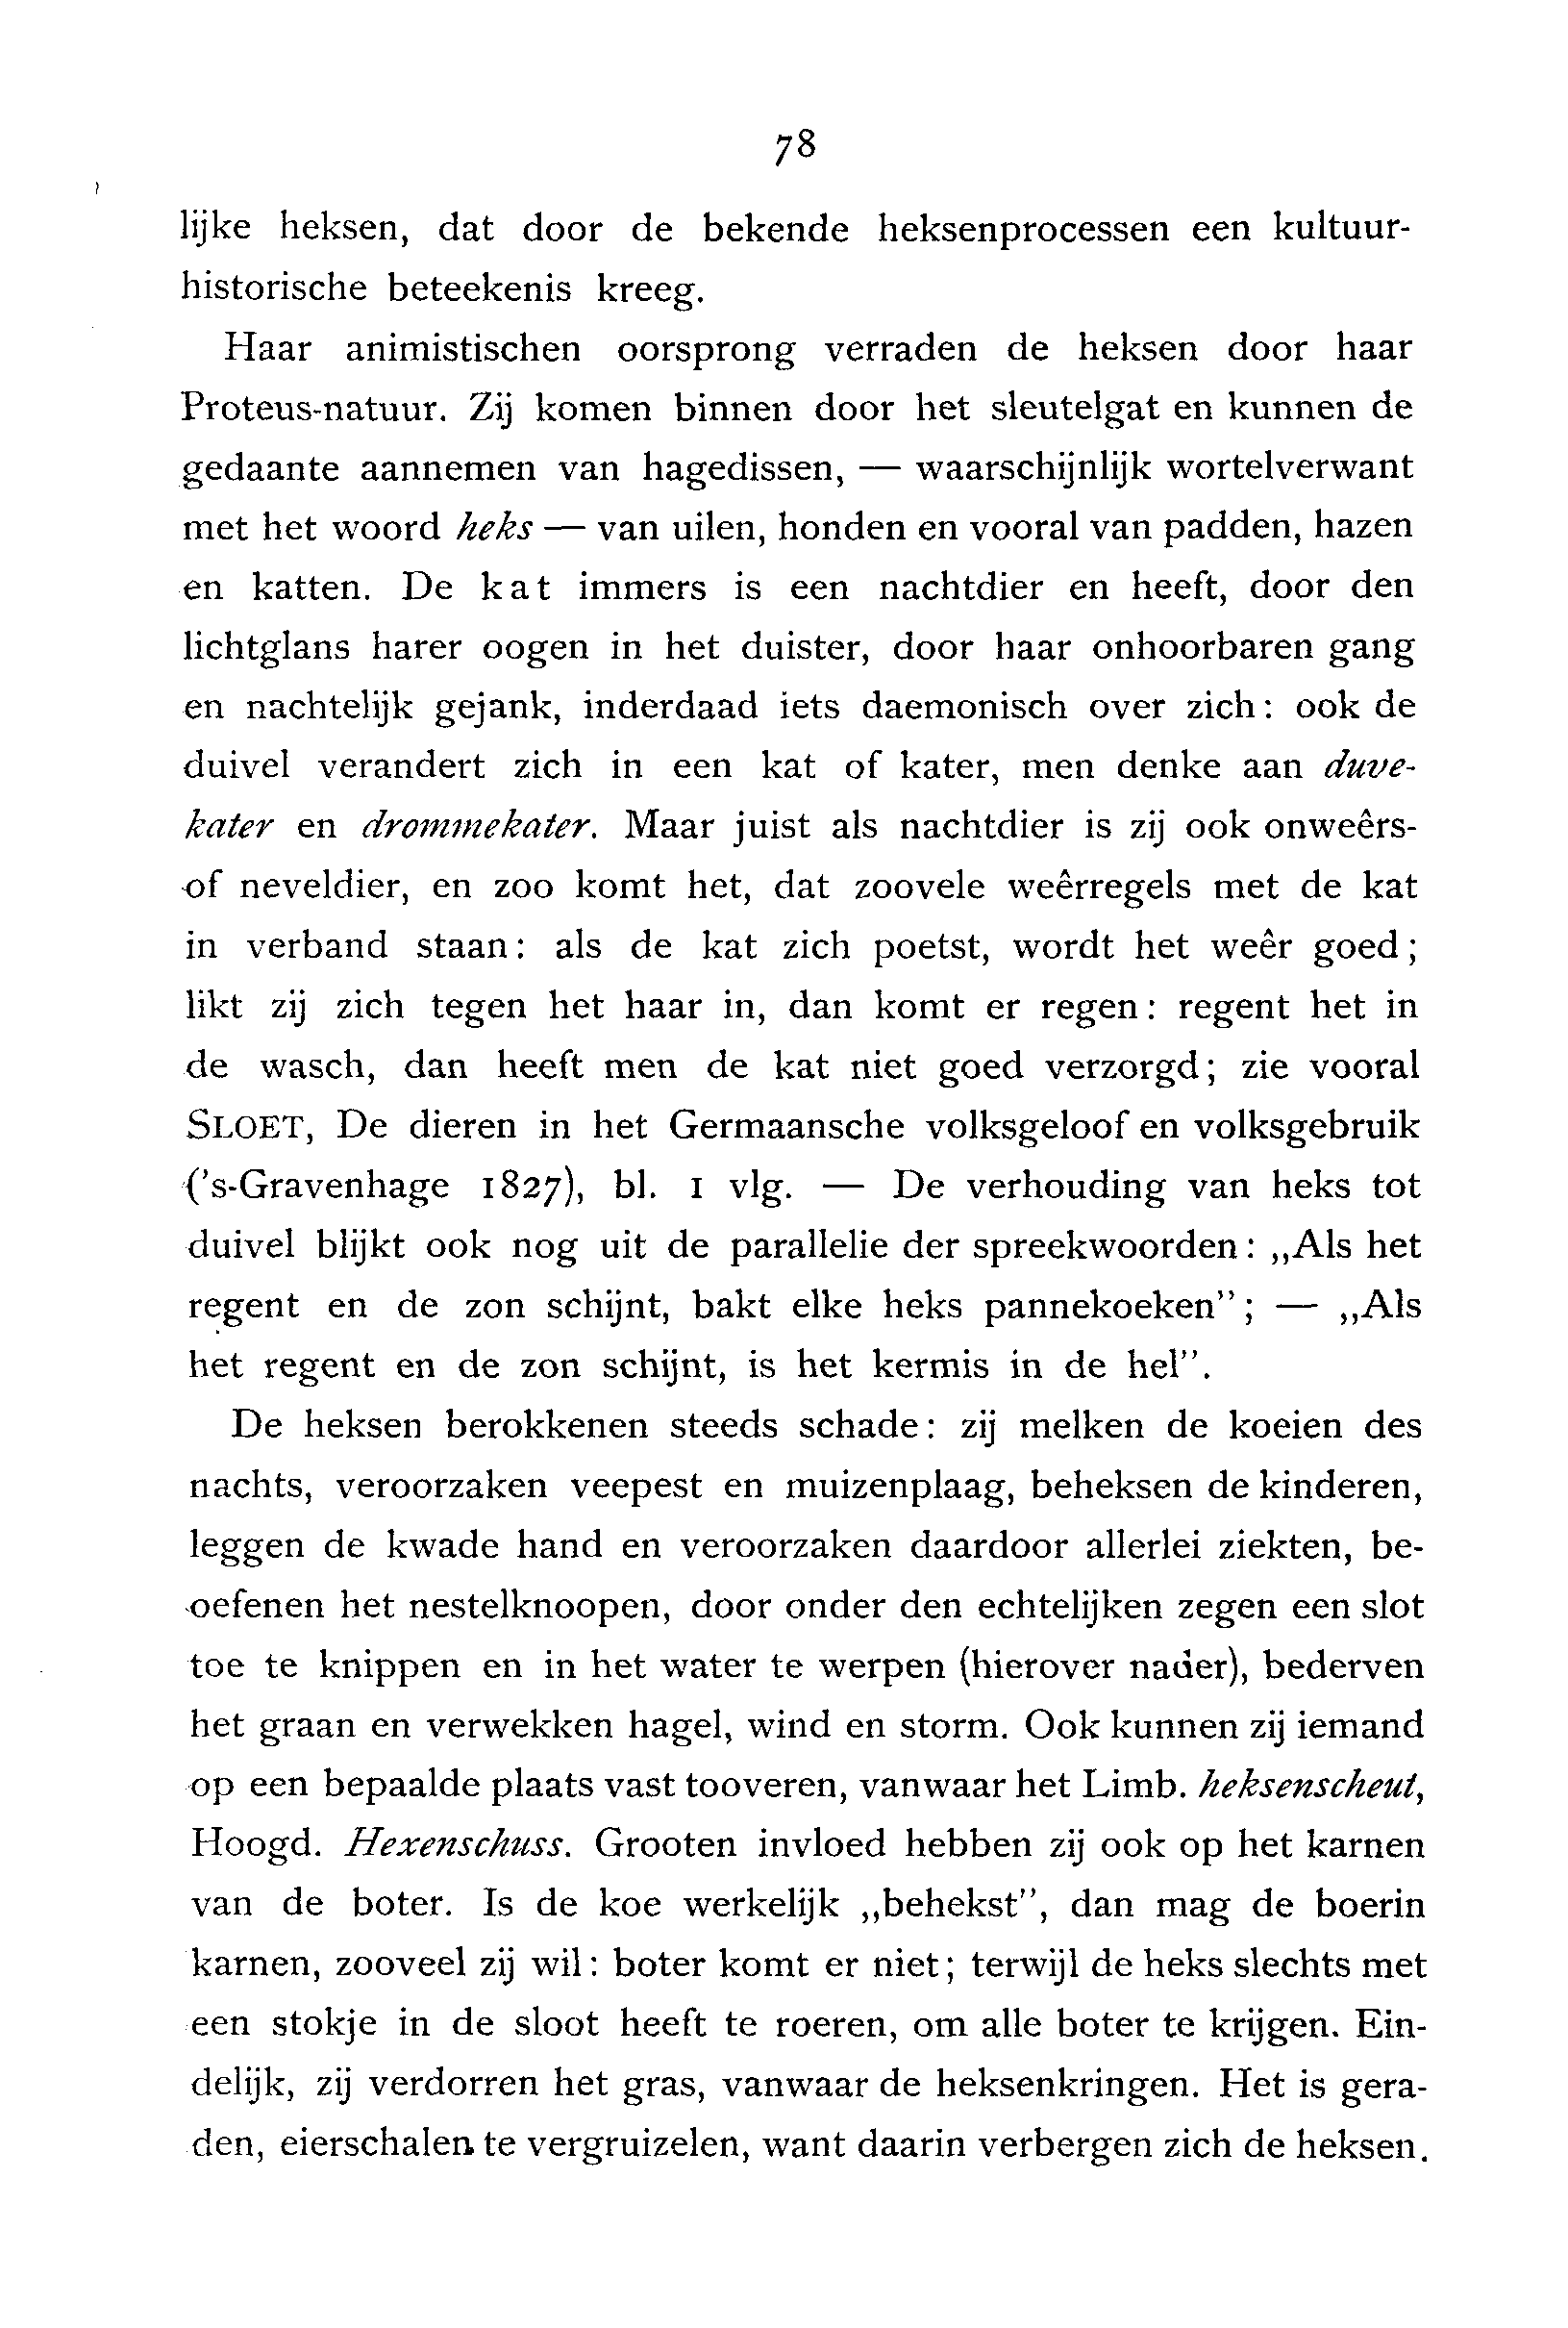 78
lijke heksen, dat door de bekende heksenprocessen een kultuur-
historische beteekenis kreeg.
Haar animistischen oorsprong verraden de heksen door haar
Proteus-natuur. Zij komen binnen door het sleutelgat en kunnen de
gedaante aannemen van hagedissen, — waarschijnlijk wortelverwant
met het woord heks — van uilen, honden en vooral van padden, hazen
en katten. De kat immers is een nachtdier en heeft, door den
lichtglans harer oogen in het duister, door haar onhoorbaren gang
en nachtelijk gejank, inderdaad iets daemonisch over zich: ook de
duivel verandert zich in een kat of kater, men denke aan duve-
kater en drommekater. Maar juist als nachtdier is zij ook onweêrs-
of neveldier, en zoo komt het, dat zoovele weêrregels met de kat
in verband staan: als de kat zich poetst, wordt het weêr goed;
likt zij zich tegen het haar in, dan komt er regen: regent het in
de wasch, dan heeft men de kat niet goed verzorgd; zie vooral
SLOET, De dieren in het Germaansche volksgeloof en volksgebruik
('s-Gravenhage 1827), bl. 1 vlg. — De verhouding van heks tot
duivel blijkt ook nog uit de parallelie der spreekwoorden: „Als het
regent en de zon schijnt, bakt elke heks pannekoeken”; — „Als
het regent en de zon schijnt, is het kermis in de hel”.
De heksen berokkenen steeds schade: zij melken de koeien des
nachts, veroorzaken veepest en muizenplaag, beheksen de kinderen,
leggen de kwade hand en veroorzaken daardoor allerlei ziekten, be-
oefenen het nestelknoopen, door onder den echtelijken zegen een slot
toe te knippen en in het water te werpen (hierover nader), bederven
het graan en verwekken hagel, wind en storm. Ook kunnen zij iemand
op een bepaalde plaats vast tooveren, vanwaar het Limb. heksenscheut,
Hoogd. Hexenschuss. Grooten invloed hebben zij ook op het karnen
van de boter. Is de koe werkelijk „behekst”, dan mag de boerin
karnen, zooveel zij wil: boter komt er niet; terwijl de heks slechts met
een stokje in de sloot heeft te roeren, om alle boter te krijgen. Ein-
delijk, zij verdorren het gras, vanwaar de heksenkringen. Het is gera-
den, eierschalen te vergruizelen, want daarin verbergen zich de heksen.